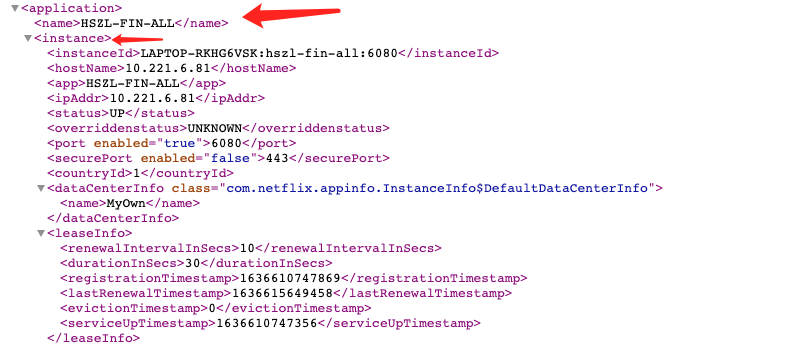 <application>
<name>HSZL-FIN-ALL</name>
<instance>
<instanceId>LAPTOP-RKHG6VSK:hszl-fin-all:6080</instanceId>
<hostName>10.221.6.81</hostName>
<app>HSZL-FIN-ALL</app>
<ipAddr>10.221.6.81</ipAddr>
<status>UP</status>
<overriddenstatus>UNKNOWN</overriddenstatus>
<port enabled="true">6080</port>
<securePort enabled="false">443</securePort>
<countryId>1</countryId>
<dataCenterInfo class="com.netflix.appinfo.InstanceInfo$DefaultDataCenterInfo">
<name>MyOwn</name>
</dataCenterInfo>
<leaseInfo>
<renewalIntervalInSecs>10</renewalIntervalInSecs>
<durationInSecs>30</durationInSecs>
<registrationTimestamp>1636610747869</registrationTimestamp>
<lastRenewalTimestamp>1636615649458</lastRenewalTimestamp>
<evictionTimestamp>0</evictionTimestamp>
<serviceUpTimestamp>1636610747356</serviceUpTimestamp>
</leaseInfo>